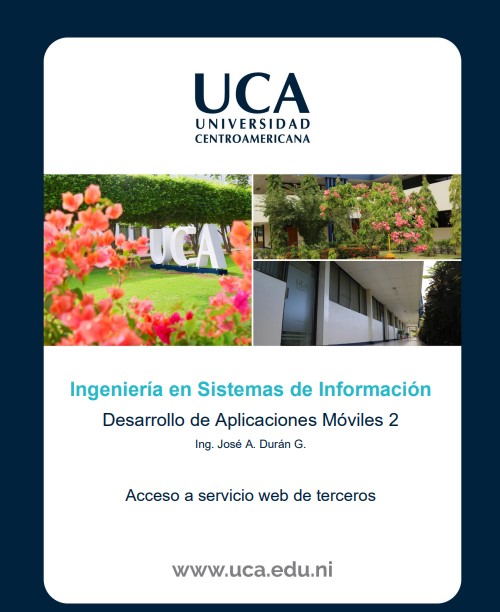 UCA
UNIVERSIDAD
CENTROAMERICANA
UCA
Ingeniería en Sistemas de Información
Desarrollo de Aplicaciones Móviles 2
Ing. José A. Durán G.
Acceso a servicio web de terceros
www.uca.edu.ni